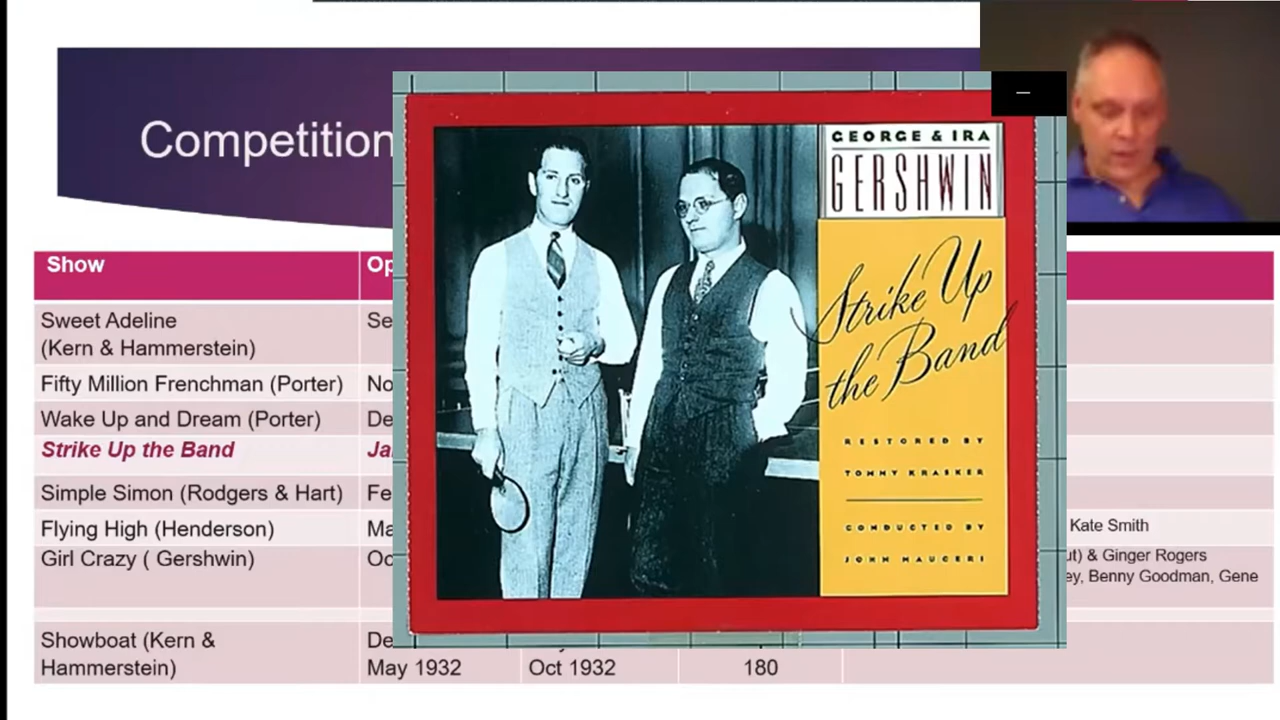 Competition
Show
Op
Sweet Adeline
(Kern & Hammerstein)
Se
Fifty Million Frenchman (Porter)
No
Wake Up and Dream (Porter)
De
Strike Up the Band
Ja
Simple Simon (Rodgers & Hart)
Fe
Flying High (Henderson)
Ma
Kate Smith
Girl Crazy ( Gershwin)
Oc
& Ginger Rogers
Benny Goodman, Gene
Showboat (Kern &
Hammerstein)
De
May 1932
Oct 1932
180
GEORGE & IRA
GERSHWIN
Strike Up
the Band
RESTORED BY
TOMMY KRASKER
CONDUCTED BY
JOHN MAUCERI